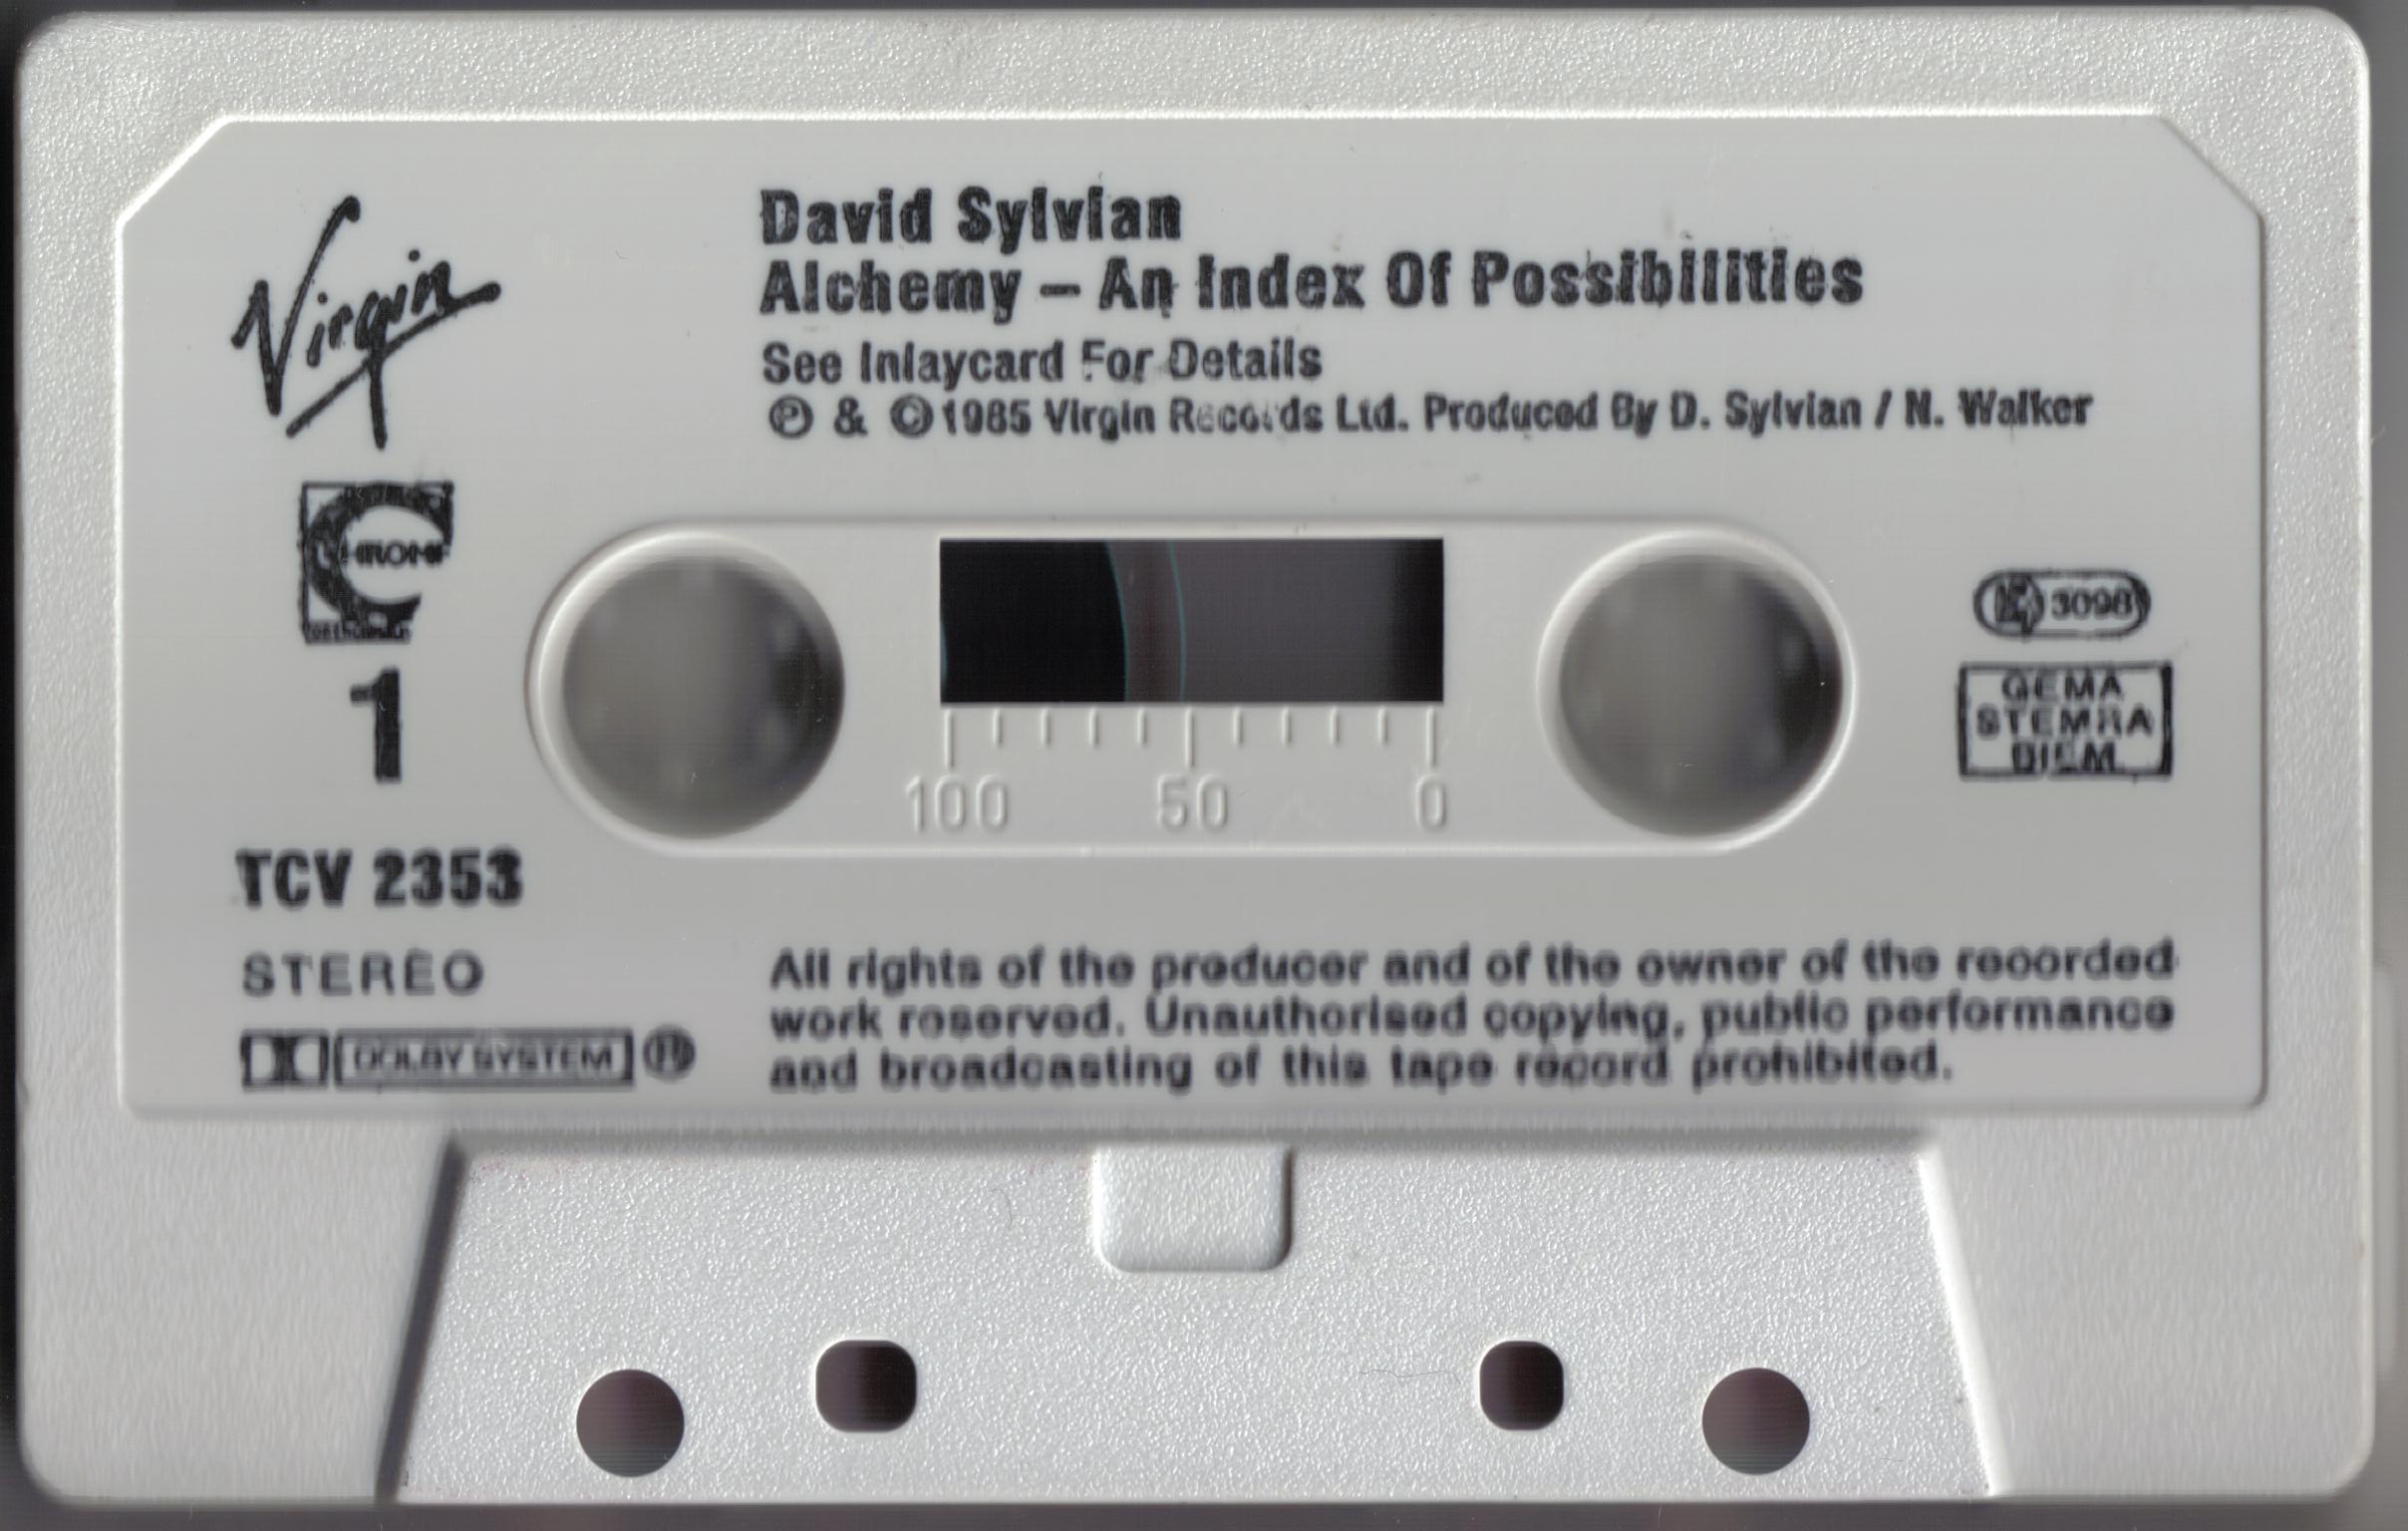 Virgin
David Sylvian
Alchemy – An Index Of Possibilities
See Inlaycard For Details
Ⓟ & © 1985 Virgin Records Ltd. Produced By D. Sylvian / N. Walker
CHROME
1
3098
GEMA
STEMRA
BIEM
100 50 0
TCV 2353
STEREO
DOLBY SYSTEM ®
All rights of the producer and of the owner of the recorded
work reserved. Unauthorised copying, public performance
and broadcasting of this tape record prohibited.